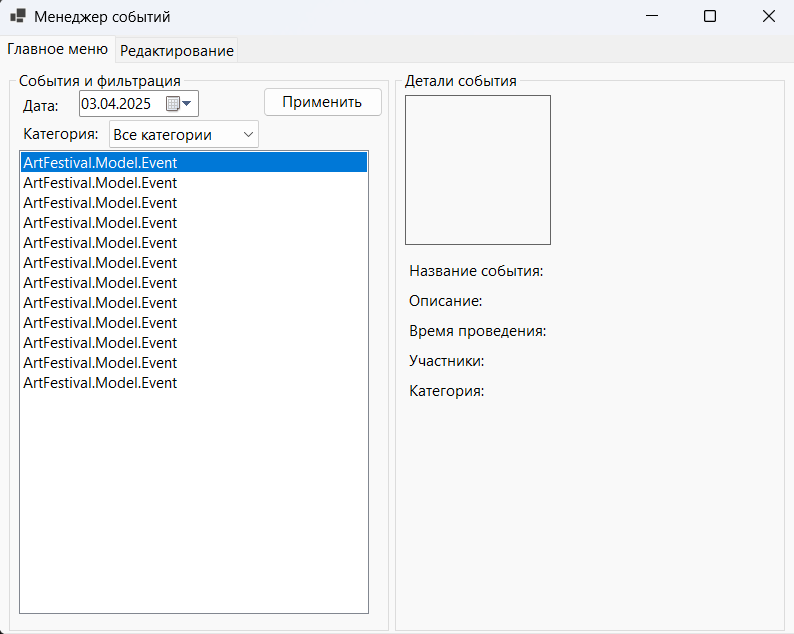 Менеджер событий
Главное меню Редактирование
События и фильтрация
Дата: 03.04.2025 Применить
Категория: Все категории
ArtFestival.Model.Event
ArtFestival.Model.Event
ArtFestival.Model.Event
ArtFestival.Model.Event
ArtFestival.Model.Event
ArtFestival.Model.Event
ArtFestival.Model.Event
ArtFestival.Model.Event
ArtFestival.Model.Event
ArtFestival.Model.Event
ArtFestival.Model.Event
ArtFestival.Model.Event
Детали события
Название события:
Описание:
Время проведения:
Участники:
Категория: